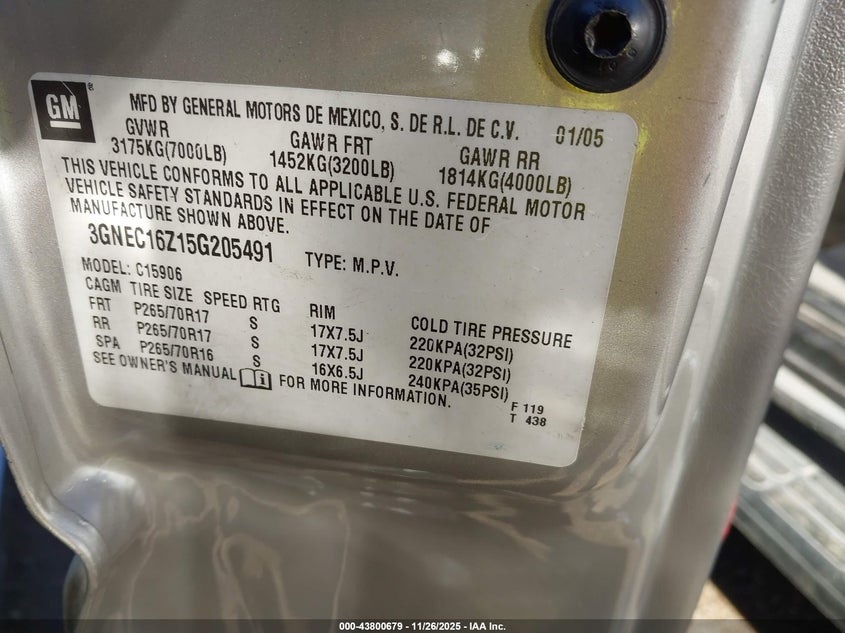 GM®
MFD BY GENERAL MOTORS DE MEXICO, S. DE R.L. DE C.V. 01/05
GVWR GAWR FRT GAWR RR
3175KG(7000LB) 1452KG(3200LB) 1814KG(4000LB)
THIS VEHICLE CONFORMS TO ALL APPLICABLE U.S. FEDERAL MOTOR
VEHICLE SAFETY STANDARDS IN EFFECT ON THE DATE OF
MANUFACTURE SHOWN ABOVE.
3GNEC16Z15G205491 TYPE: M.P.V.
MODEL: C15906
CAGM TIRE SIZE SPEED RTG RIM COLD TIRE PRESSURE
FRT P265/70R17 S 17X7.5J 220KPA(32PSI)
RR P265/70R17 S 17X7.5J 220KPA(32PSI)
SPA P265/70R16 S 16X6.5J 240KPA(35PSI)
SEE OWNER'S MANUAL FOR MORE INFORMATION.
F 119
T 438
000-43800679 - 11/26/2025 - IAA Inc.